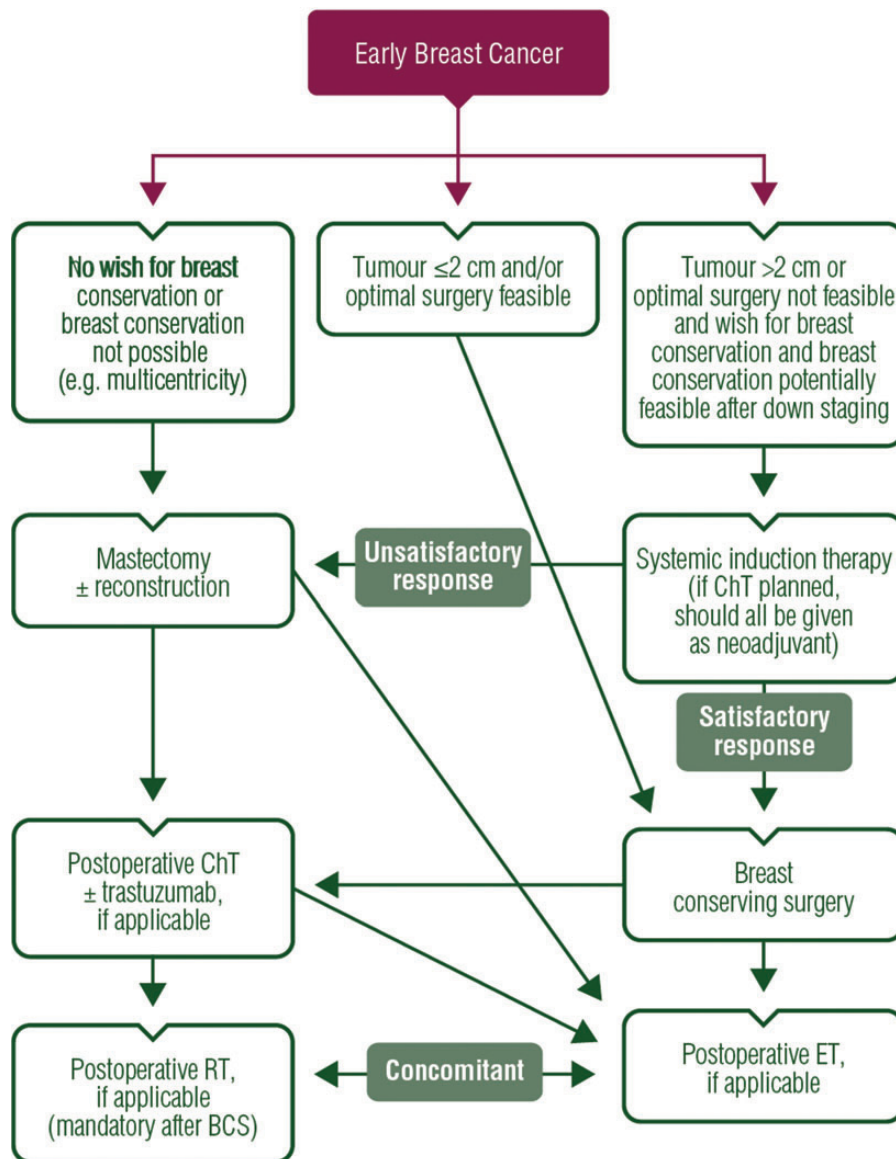 Early Breast Cancer
No wish for breast
conservation or
breast conservation
not possible
(e.g. multicentricity)
Tumour ≤2 cm and/or
optimal surgery feasible
Tumour >2 cm or
optimal surgery not feasible
and wish for breast
conservation and breast
conservation potentially
feasible after down staging
Mastectomy
± reconstruction
Unsatisfactory
response
Systemic induction therapy
(if ChT planned,
should all be given
as neoadjuvant)
Satisfactory
response
Postoperative ChT
± trastuzumab,
if applicable
Breast
conserving surgery
Postoperative RT,
if applicable
(mandatory after BCS)
Concomitant
Postoperative ET,
if applicable